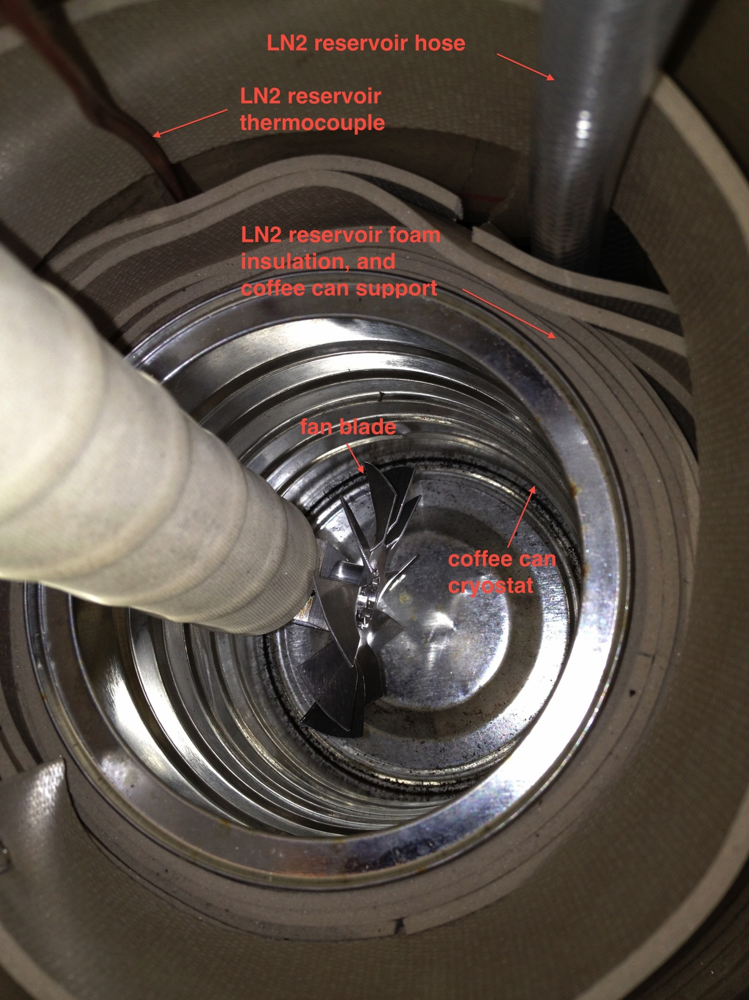 LN2 reservoir hose
LN2 reservoir
thermocouple
LN2 reservoir foam
insulation, and
coffee can support
fan blade
coffee can
cryostat